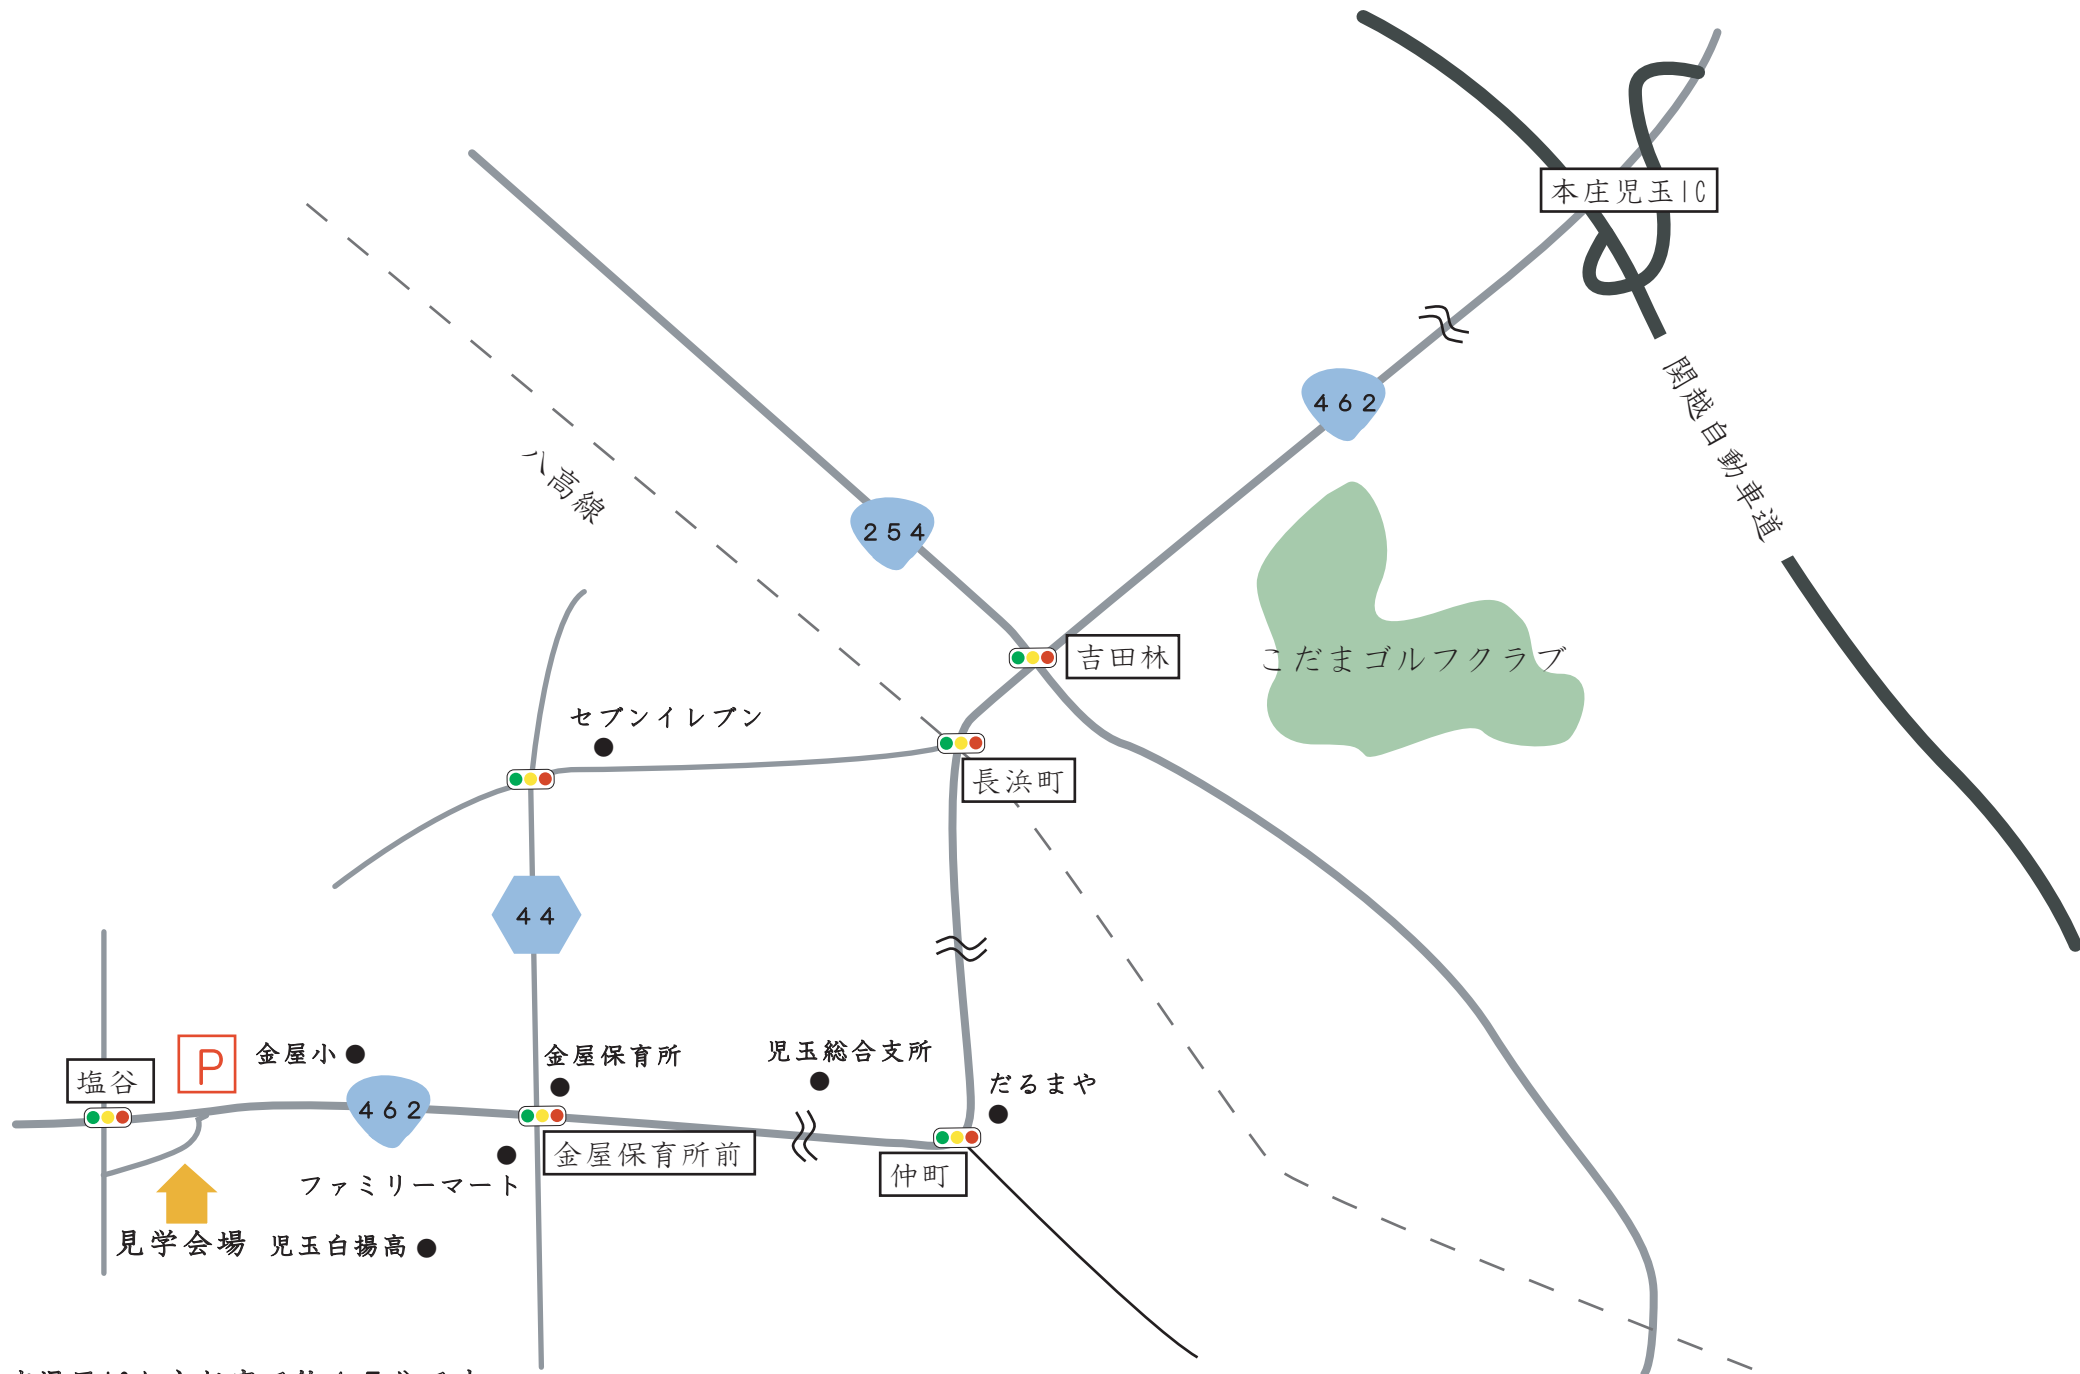 本庄児玉IC
関越自動車道
462
八高線
254
吉田林
こだまゴルフクラブ
セブンイレブン
長浜町
44
塩谷
P
金屋小
462
金屋保育所
児玉総合支所
だるまや
金屋保育所前
仲町
ファミリーマート
見学会場
児玉白揚高